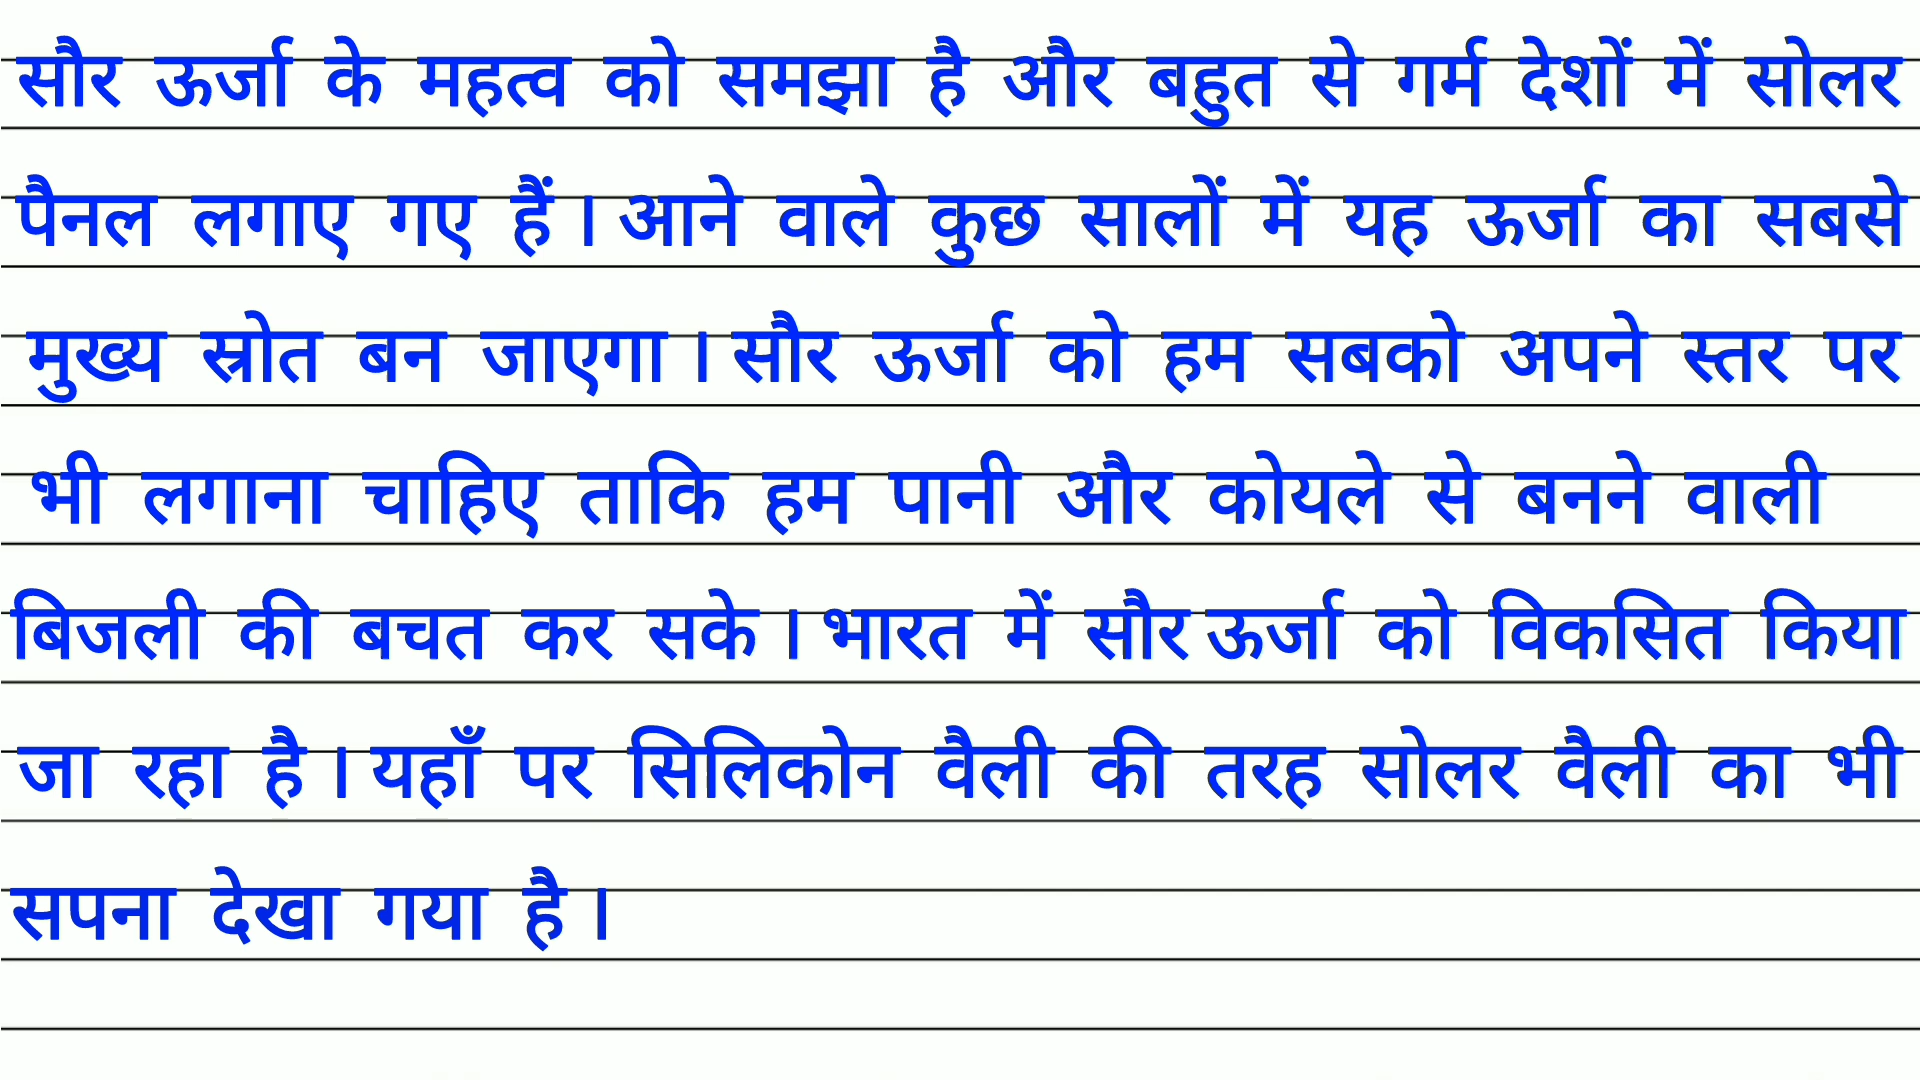 सौर ऊर्जा के महत्व को समझा है और बहुत से गर्म देशों में सोलर
पैनल लगाए गए हैं । आने वाले कुछ सालों में यह ऊर्जा का सबसे
मुख्य स्रोत बन जाएगा । सौर ऊर्जा को हम सबको अपने स्तर पर
भी लगाना चाहिए ताकि हम पानी और कोयले से बनने वाली
बिजली की बचत कर सके । भारत में सौर ऊर्जा को विकसित किया
जा रहा है । यहाँ पर सिलिकोन वैली की तरह सोलर वैली का भी
सपना देखा गया है ।